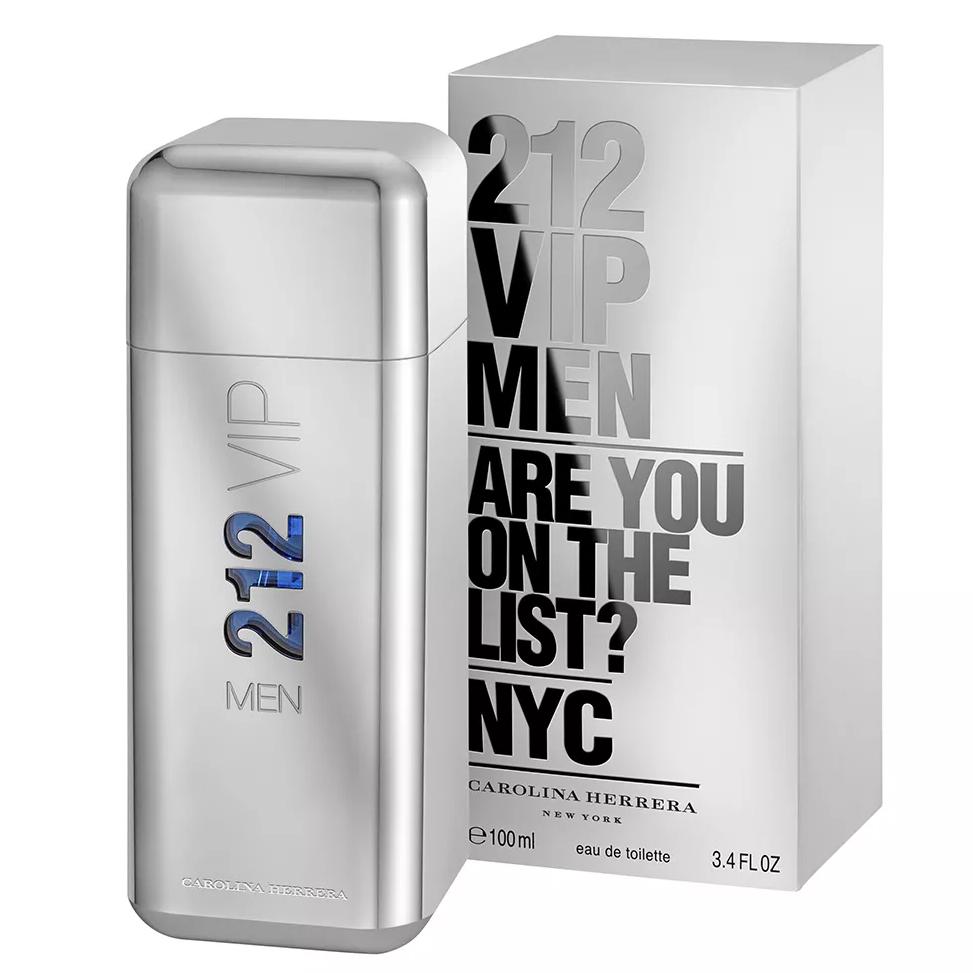 212 VIP
MEN
CAROLINA HERRERA
212
VIP
MEN
ARE YOU
ON THE
LIST?
NYC
CAROLINA HERRERA
NEW YORK
℮100 ml
eau de toilette
3.4 FL OZ